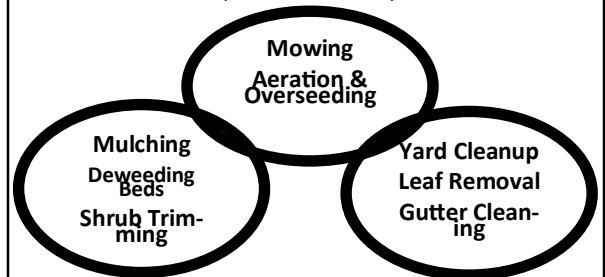 Mowing
Aeration &
Overseeding
Mulching
Deweeding
Beds
Shrub Trim-
ming
Yard Cleanup
Leaf Removal
Gutter Clean-
ing